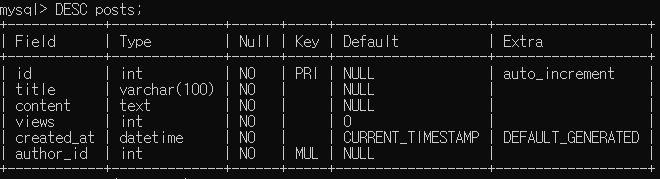 mysql> DESC posts;
+------------+--------------+------+-----+-------------------+-------------------+
| Field      | Type         | Null | Key | Default           | Extra             |
+------------+--------------+------+-----+-------------------+-------------------+
| id         | int          | NO   | PRI | NULL              | auto_increment    |
| title      | varchar(100) | NO   |     | NULL              |                   |
| content    | text         | NO   |     | NULL              |                   |
| views      | int          | NO   |     | 0                 |                   |
| created_at | datetime     | NO   |     | CURRENT_TIMESTAMP | DEFAULT_GENERATED |
| author_id  | int          | NO   | MUL | NULL              |                   |
+------------+--------------+------+-----+-------------------+-------------------+